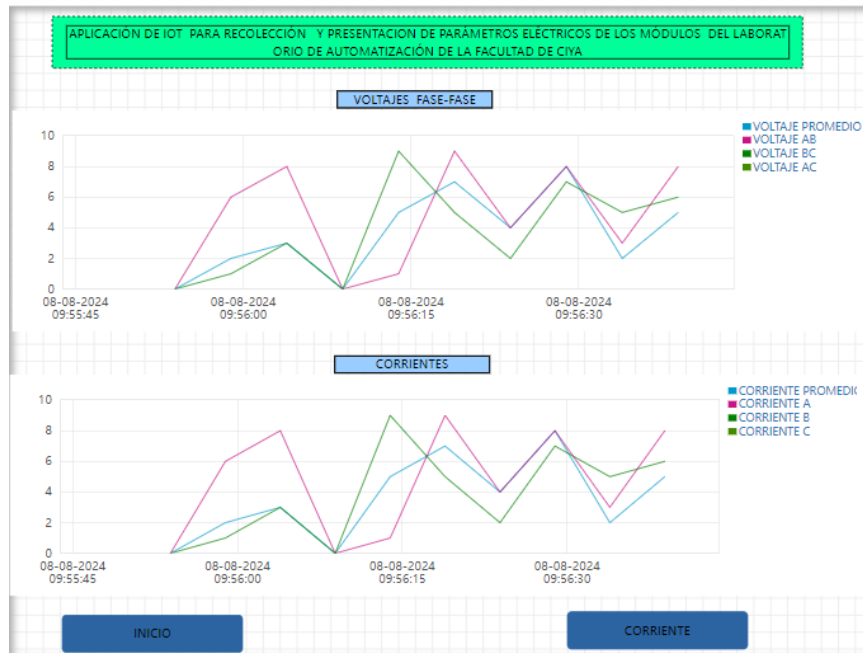 APLICACIÓN DE IOT PARA RECOLECCIÓN Y PRESENTACION DE PARÁMETROS ELÉCTRICOS DE LOS MÓDULOS DEL LABORAT
ORIO DE AUTOMATIZACIÓN DE LA FACULTAD DE CIYA
VOLTAJES FASE-FASE
10
8
6
4
2
0
08-08-2024
09:55:45
08-08-2024
09:56:00
08-08-2024
09:56:15
08-08-2024
09:56:30
VOLTAJE PROMEDIO
VOLTAJE AB
VOLTAJE BC
VOLTAJE AC
CORRIENTES
10
8
6
4
2
0
08-08-2024
09:55:45
08-08-2024
09:56:00
08-08-2024
09:56:15
08-08-2024
09:56:30
CORRIENTE PROMEDIO
CORRIENTE A
CORRIENTE B
CORRIENTE C
INICIO
CORRIENTE